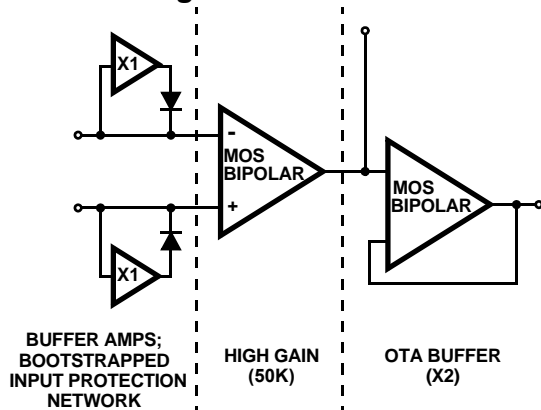 g
X1
-
MOS
BIPOLAR
+
X1
MOS
BIPOLAR
BUFFER AMPS;
BOOTSTRAPPED
INPUT PROTECTION
NETWORK
HIGH GAIN
(50K)
OTA BUFFER
(X2)